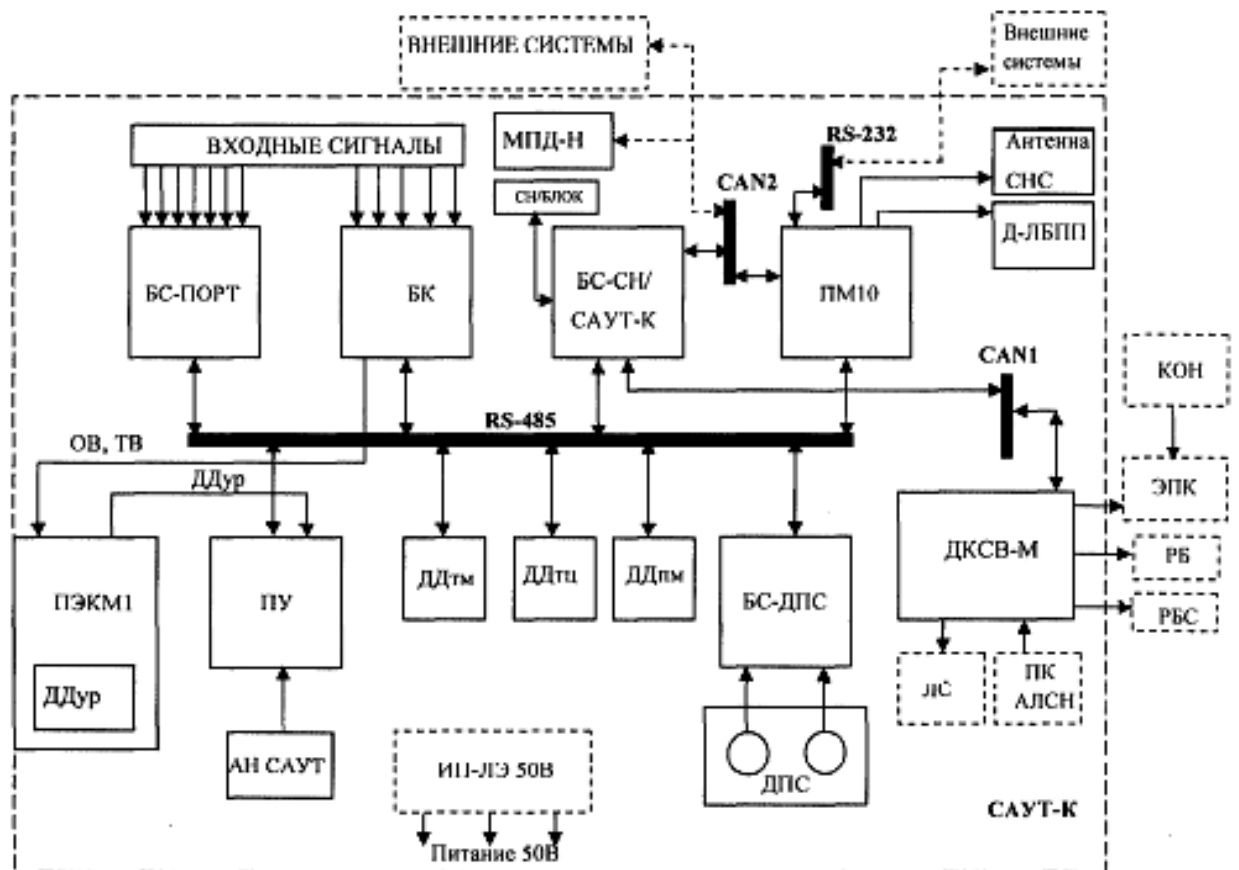 ВНЕШНИЕ СИСТЕМЫ
Внешние
системы
ВХОДНЫЕ СИГНАЛЫ
МПД-Н
RS-232
Антенна
СНС
СН/БЛОК
CAN2
Д-ЛБПП
БС-ПОРТ
БК
БС-СН/
САУТ-К
ПМ10
CAN1
КОН
RS-485
ОВ, ТВ
ДДур
ЭПК
ПЭКМ1
ПУ
ДДтм
ДДтц
ДДпм
БС-ДПС
ДКСВ-М
РБ
РБС
ДДур
ЛС
ПК
АЛСН
АН САУТ
ИП-ЛЭ 50В
ДПС
САУТ-К
Питание 50В